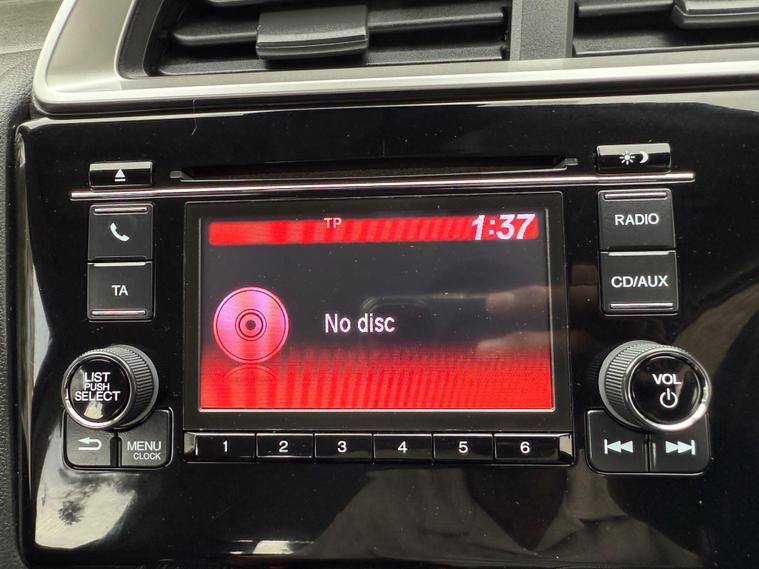 TP
1:37
RADIO
TA
CD/AUX
No disc
LIST
PUSH
SELECT
VOL
MENU
CLOCK
1 2 3 4 5 6